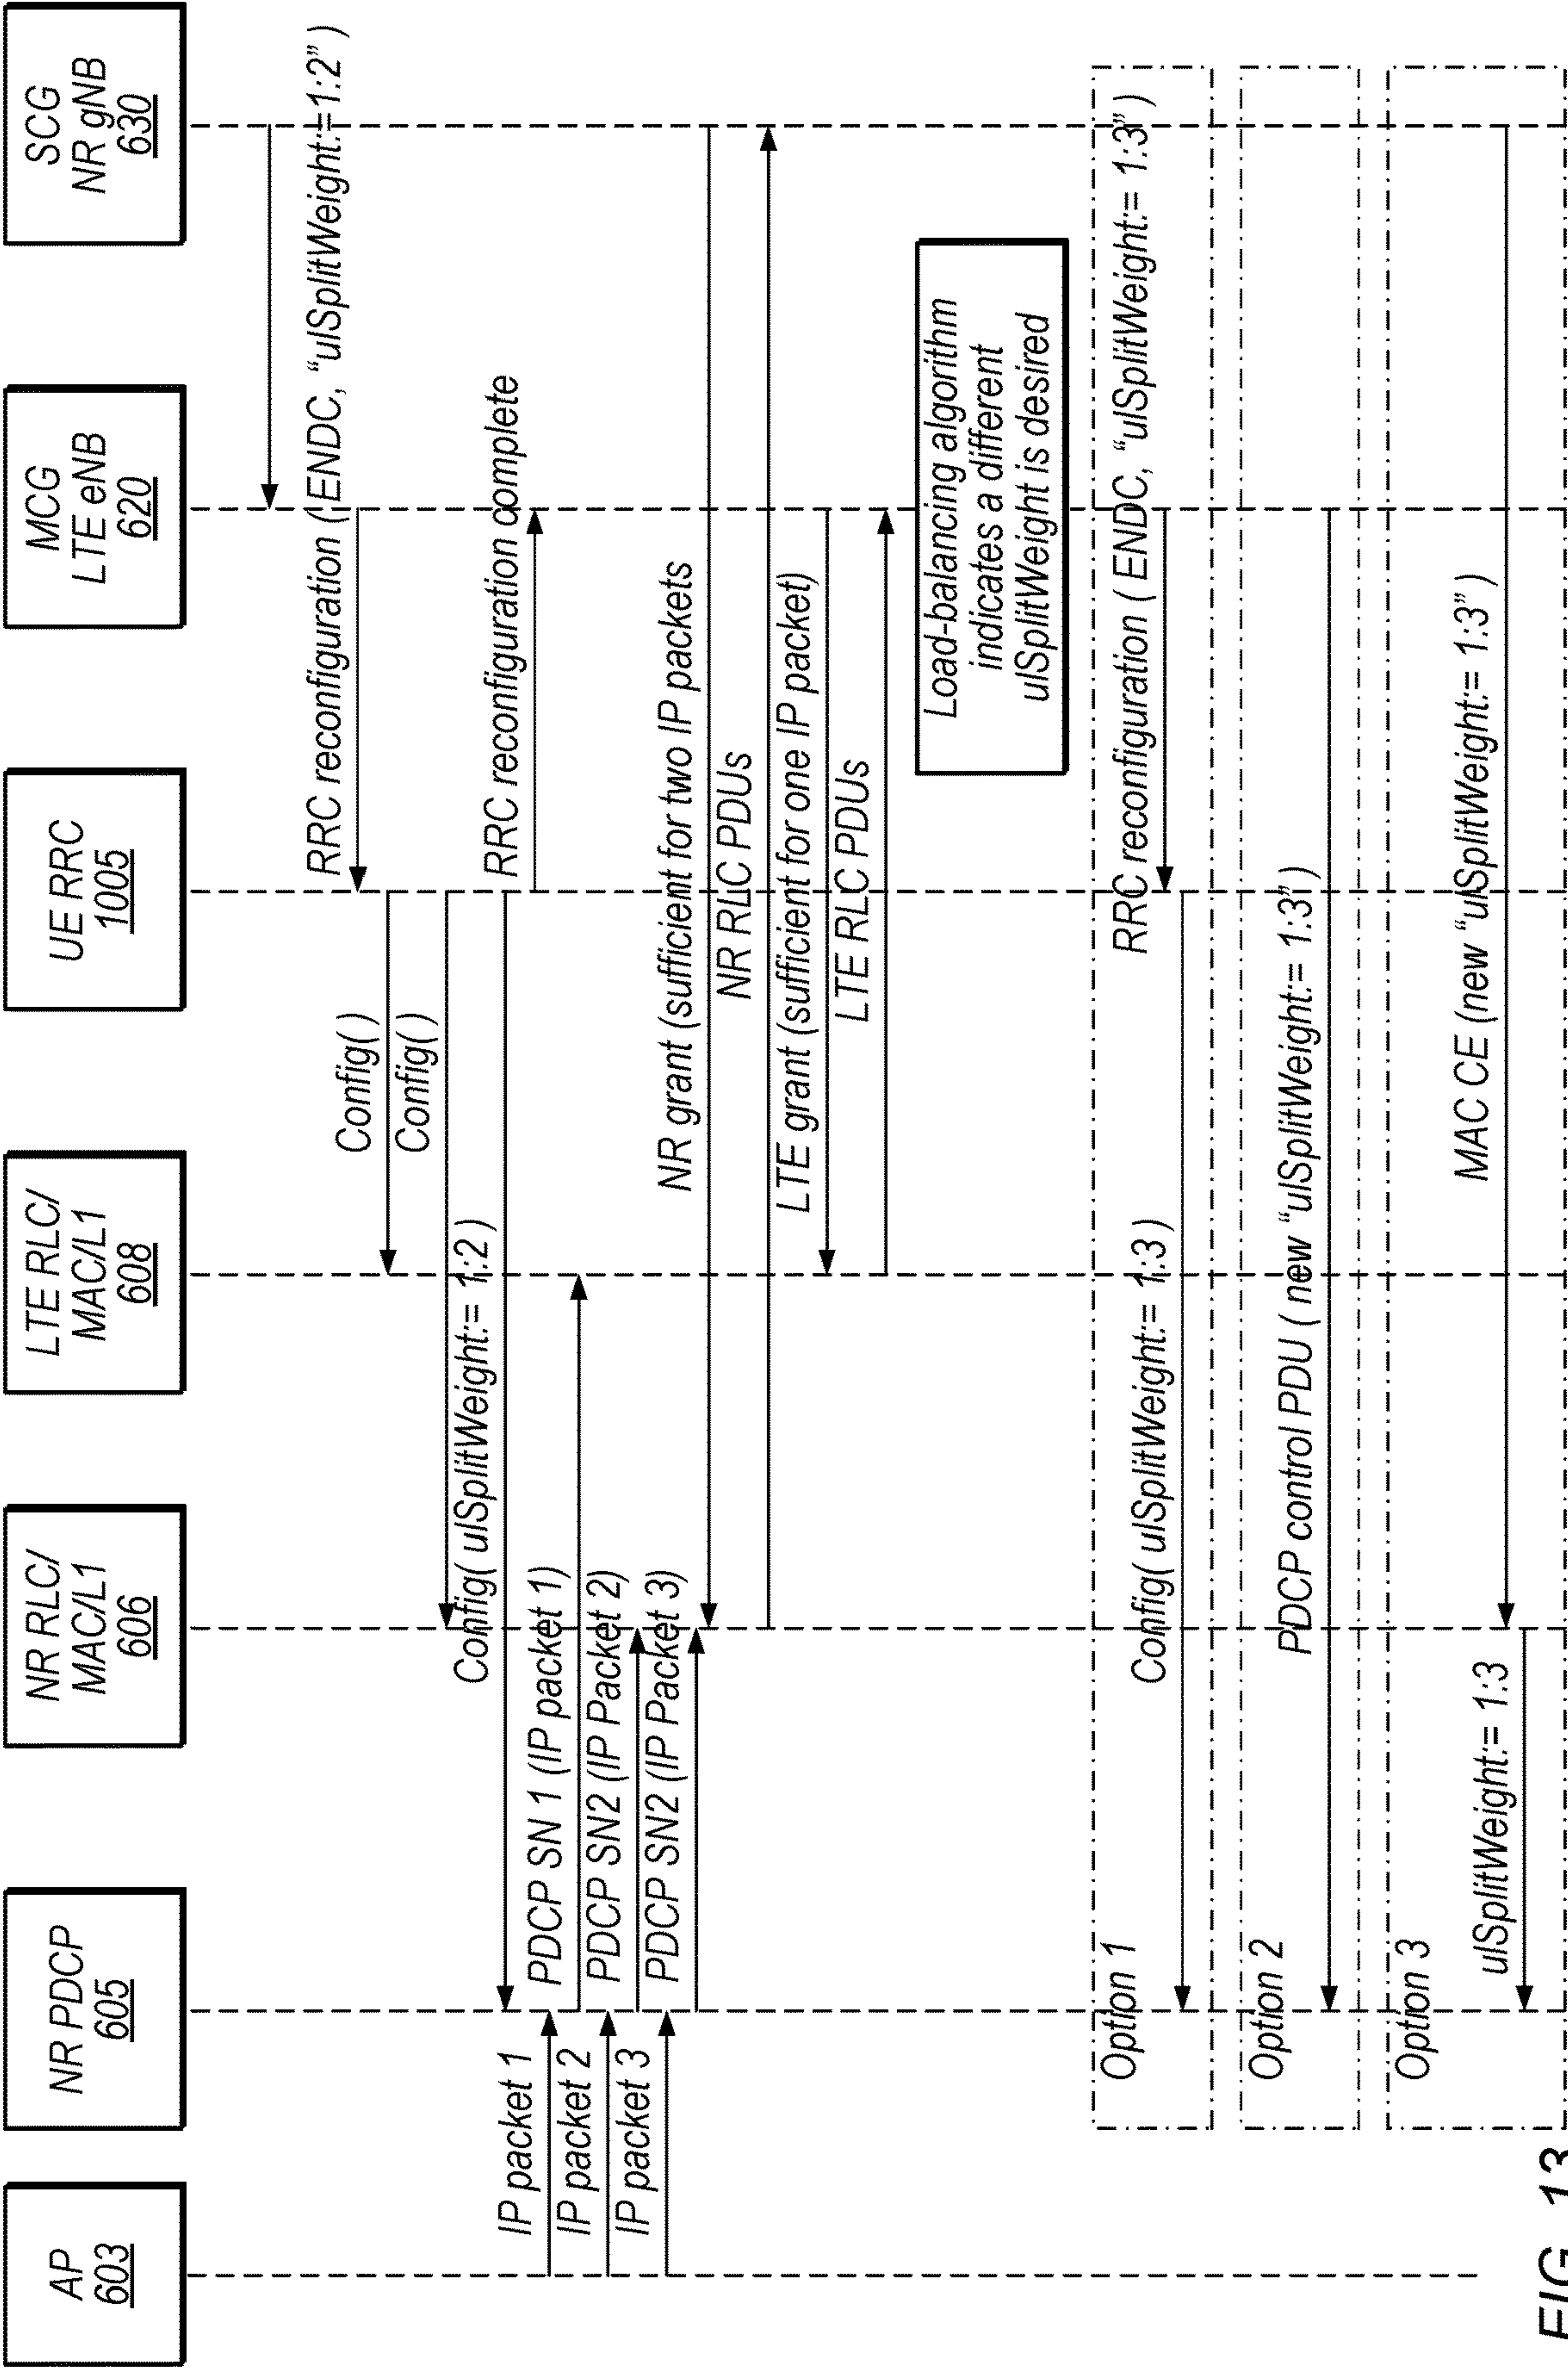 AP
603
NR PDCP
605
NR RLC/
MAC/L1
606
LTE RLC/
MAC/L1
608
UE RRC
1005
MCG
LTE eNB
620
SCG
NR gNB
630
RRC reconfiguration ( ENDC, “ulSplitWeight:=1:2” )
Config( )
Config( )
Config( ulSplitWeight:= 1:2 )
RRC reconfiguration complete
IP packet 1
PDCP SN 1 (IP packet 1)
IP packet 2
PDCP SN2 (IP Packet 2)
IP packet 3
PDCP SN2 (IP Packet 3)
NR grant (sufficient for two IP packets
NR RLC PDUs
LTE grant (sufficient for one IP packet)
LTE RLC PDUs
Load-balancing algorithm
indicates a different
ulSplitWeight is desired
Option 1
RRC reconfiguration ( ENDC, “ulSplitWeight:= 1:3” )
Config( ulSplitWeight:= 1:3 )
Option 2
PDCP control PDU ( new “ulSplitWeight:= 1:3” )
Option 3
MAC CE (new “ulSplitWeight:= 1:3” )
ulSplitWeight:= 1:3
FIG. 13